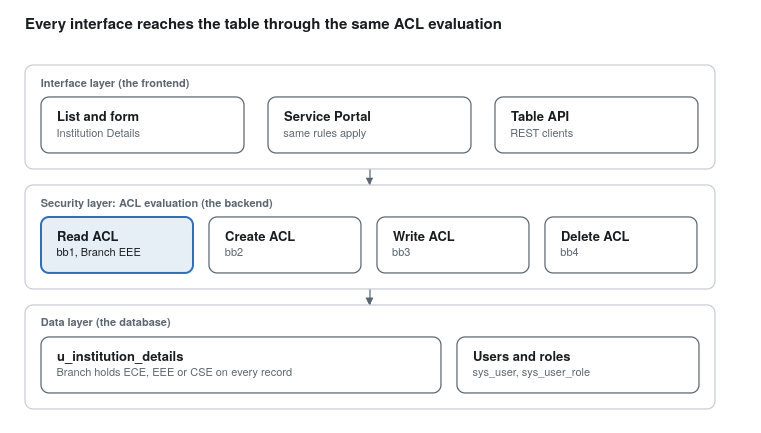 Every interface reaches the table through the same ACL evaluation
Interface layer (the frontend)
List and form
Institution Details
Service Portal
same rules apply
Table API
REST clients
Security layer: ACL evaluation (the backend)
Read ACL
bb1, Branch EEE
Create ACL
bb2
Write ACL
bb3
Delete ACL
bb4
Data layer (the database)
u_institution_details
Branch holds ECE, EEE or CSE on every record
Users and roles
sys_user, sys_user_role